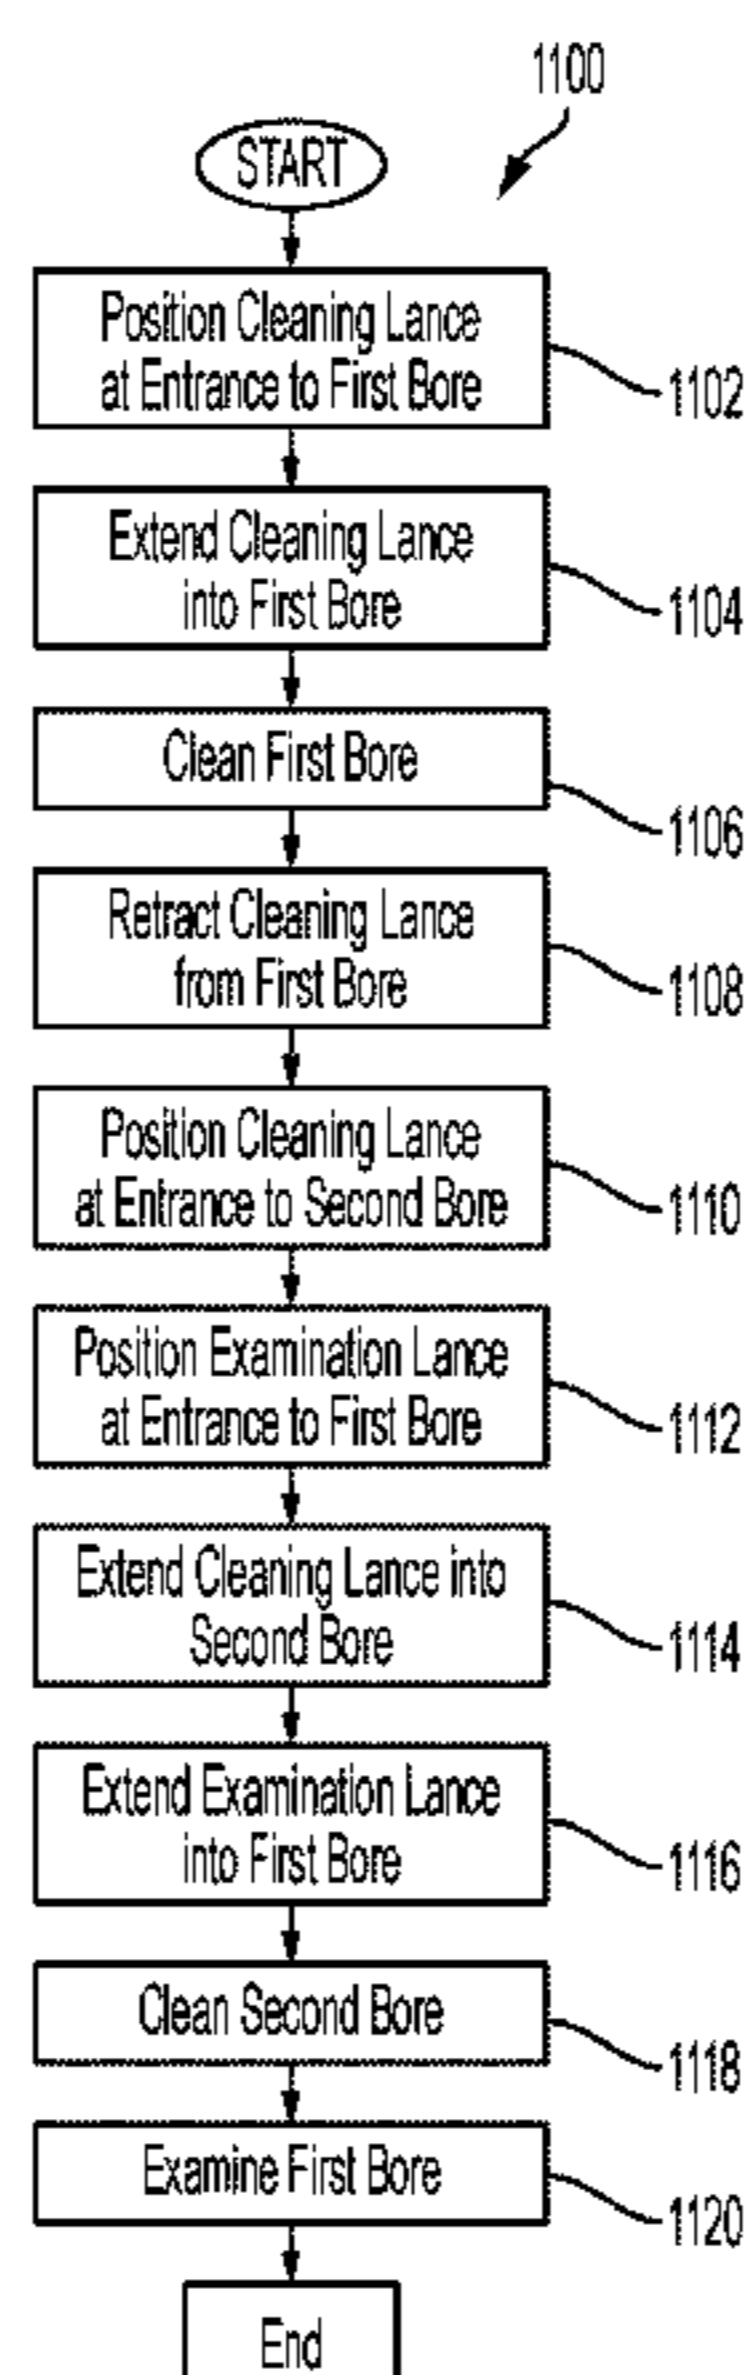 1100
START
Position Cleaning Lance
at Entrance to First Bore
1102
Extend Cleaning Lance
into First Bore
1104
Clean First Bore
1106
Retract Cleaning Lance
from First Bore
1108
Position Cleaning Lance
at Entrance to Second Bore
1110
Position Examination Lance
at Entrance to First Bore
1112
Extend Cleaning Lance into
Second Bore
1114
Extend Examination Lance
into First Bore
1116
Clean Second Bore
1118
Examine First Bore
1120
End